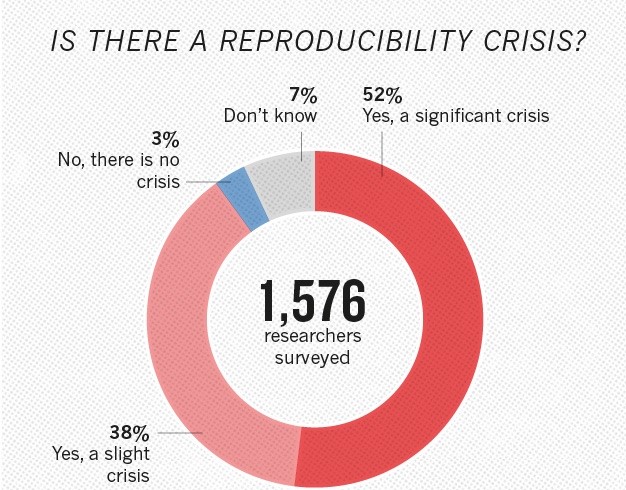 IS THERE A REPRODUCIBILITY CRISIS?
7%
Don't know
52%
Yes, a significant crisis
3%
No, there is no
crisis
1,576
researchers
surveyed
38%
Yes, a slight
crisis